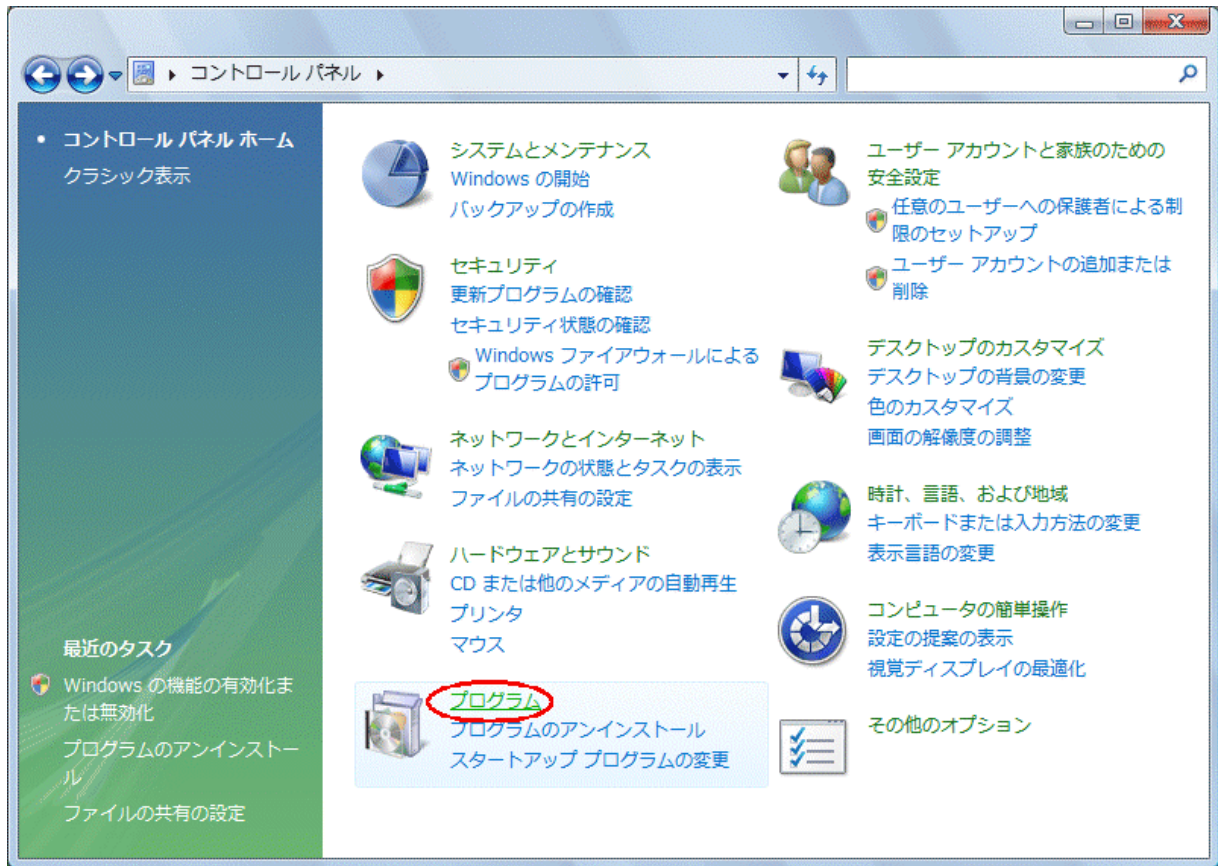 コントロール パネル
コントロール パネル ホーム
クラシック表示
最近のタスク
Windows の機能の有効化ま
たは無効化
プログラムのアンインストー
ル
ファイルの共有の設定
システムとメンテナンス
Windows の開始
バックアップの作成
セキュリティ
更新プログラムの確認
セキュリティ状態の確認
Windows ファイアウォールによる
プログラムの許可
ネットワークとインターネット
ネットワークの状態とタスクの表示
ファイルの共有の設定
ハードウェアとサウンド
CD または他のメディアの自動再生
プリンタ
マウス
プログラム
プログラムのアンインストール
スタートアップ プログラムの変更
ユーザー アカウントと家族のための
安全設定
任意のユーザーへの保護者による制
限のセットアップ
ユーザー アカウントの追加または
削除
デスクトップのカスタマイズ
デスクトップの背景の変更
色のカスタマイズ
画面の解像度の調整
時計、言語、および地域
キーボードまたは入力方法の変更
表示言語の変更
コンピュータの簡単操作
設定の提案の表示
視覚ディスプレイの最適化
その他のオプション